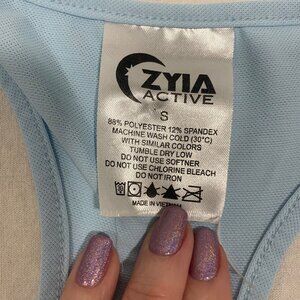 ZYIA
ACTIVE
S
88% POLYESTER 12% SPANDEX
MACHINE WASH COLD (30°C)
WITH SIMILAR COLORS
TUMBLE DRY LOW
DO NOT USE SOFTNER
DO NOT USE CHLORINE BLEACH
DO NOT IRON
MADE IN VIETNAM